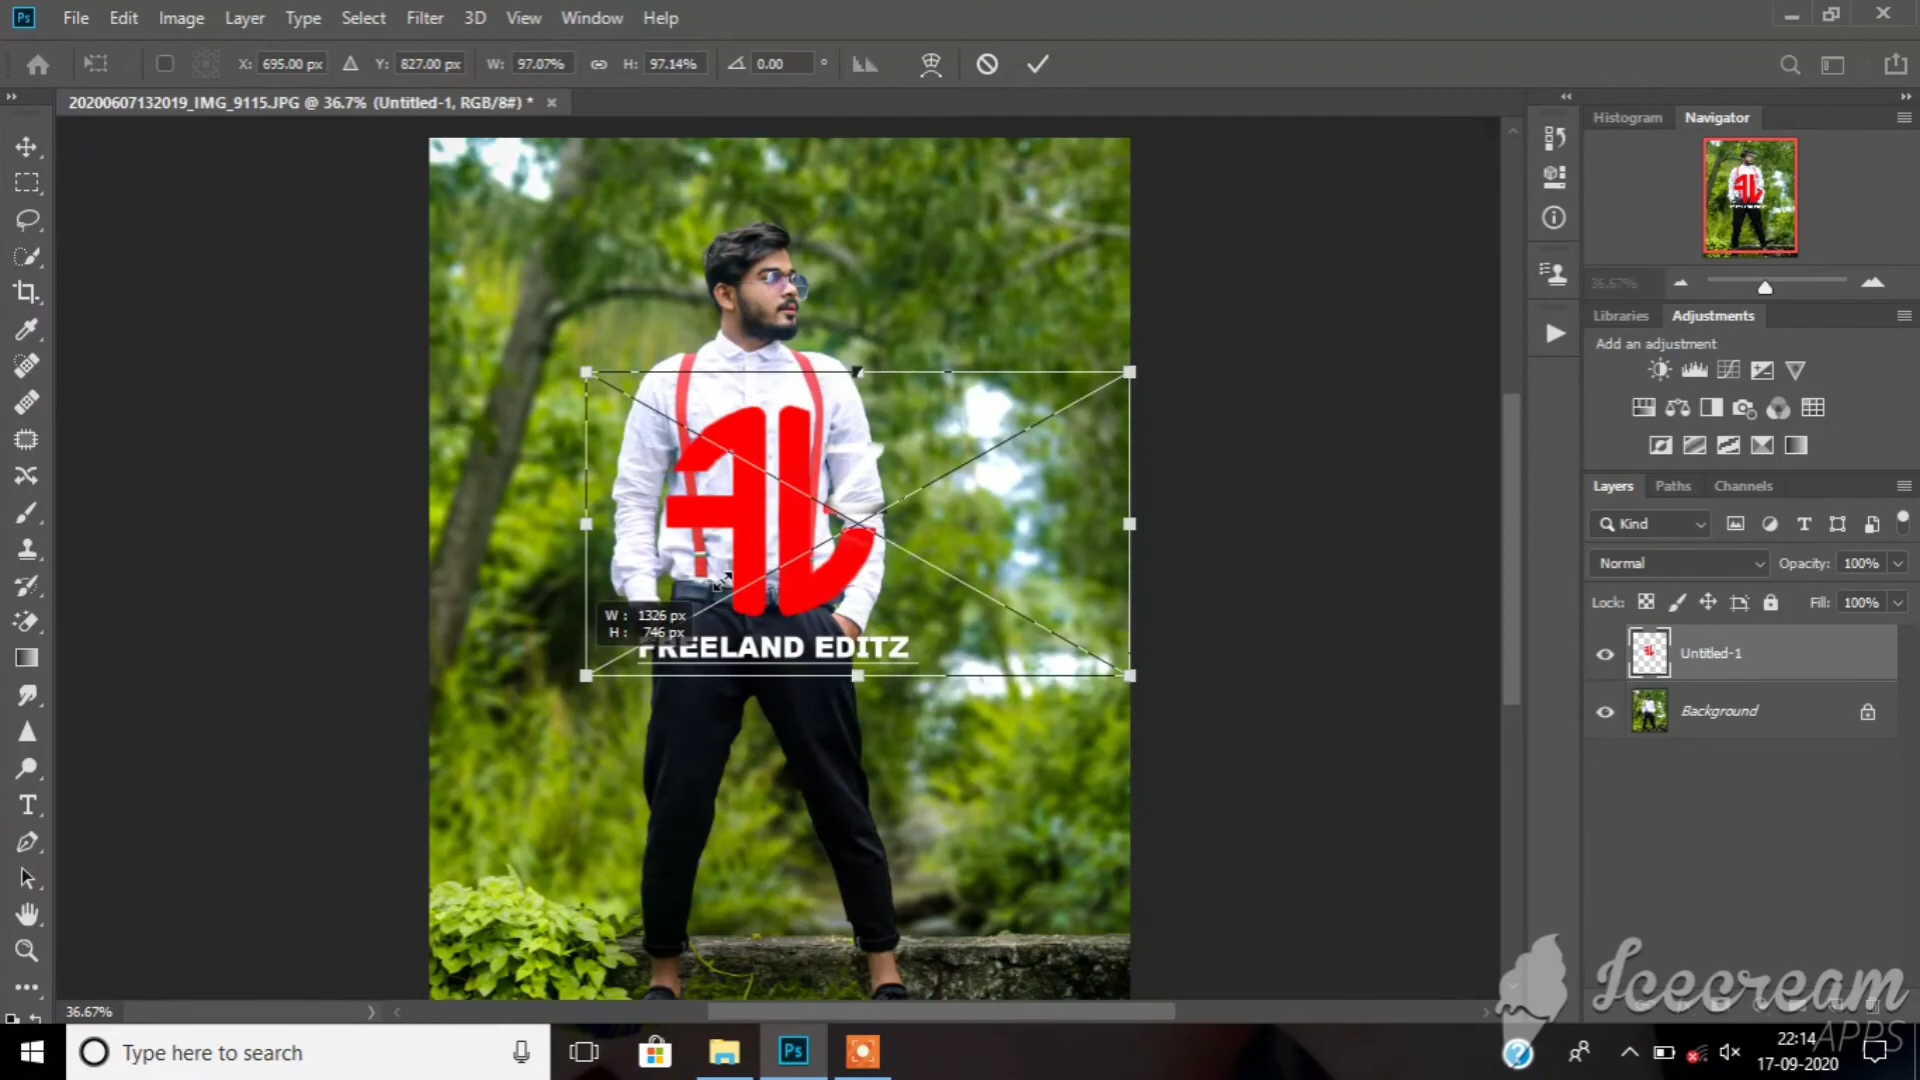 Ps File Edit Image Layer Type Select Filter 3D View Window Help
X: 695.00 px Y: 827.00 px W: 97.07% H: 97.14% 0.00 °
20200607132019_IMG_9115.JPG @ 36.7% (Untitled-1, RGB/8#) * ×
Histogram Navigator
36.67%
Libraries Adjustments
Add an adjustment
Layers Paths Channels
Kind
Normal Opacity: 100%
Lock: Fill: 100%
Untitled-1
Background
W : 1326 px
H : 746 px
FREELAND EDITZ
36.67%
Icecream
APPS
Type here to search
Ps
22:14
17-09-2020